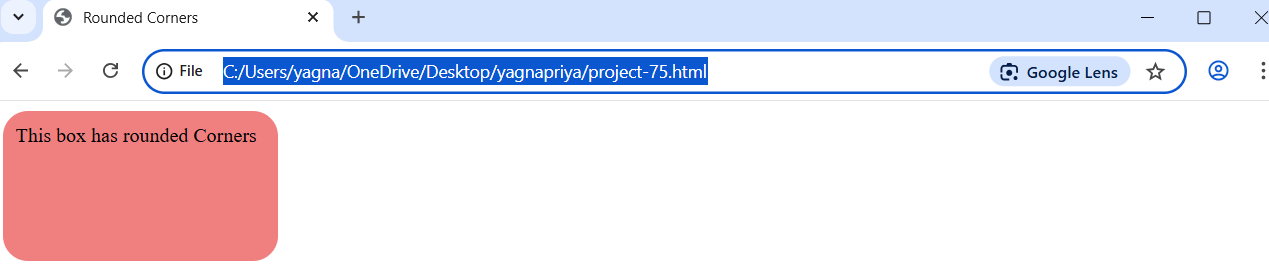 Rounded Corners
File
C:/Users/yagna/OneDrive/Desktop/yagnapriya/project-75.html
Google Lens
This box has rounded Corners